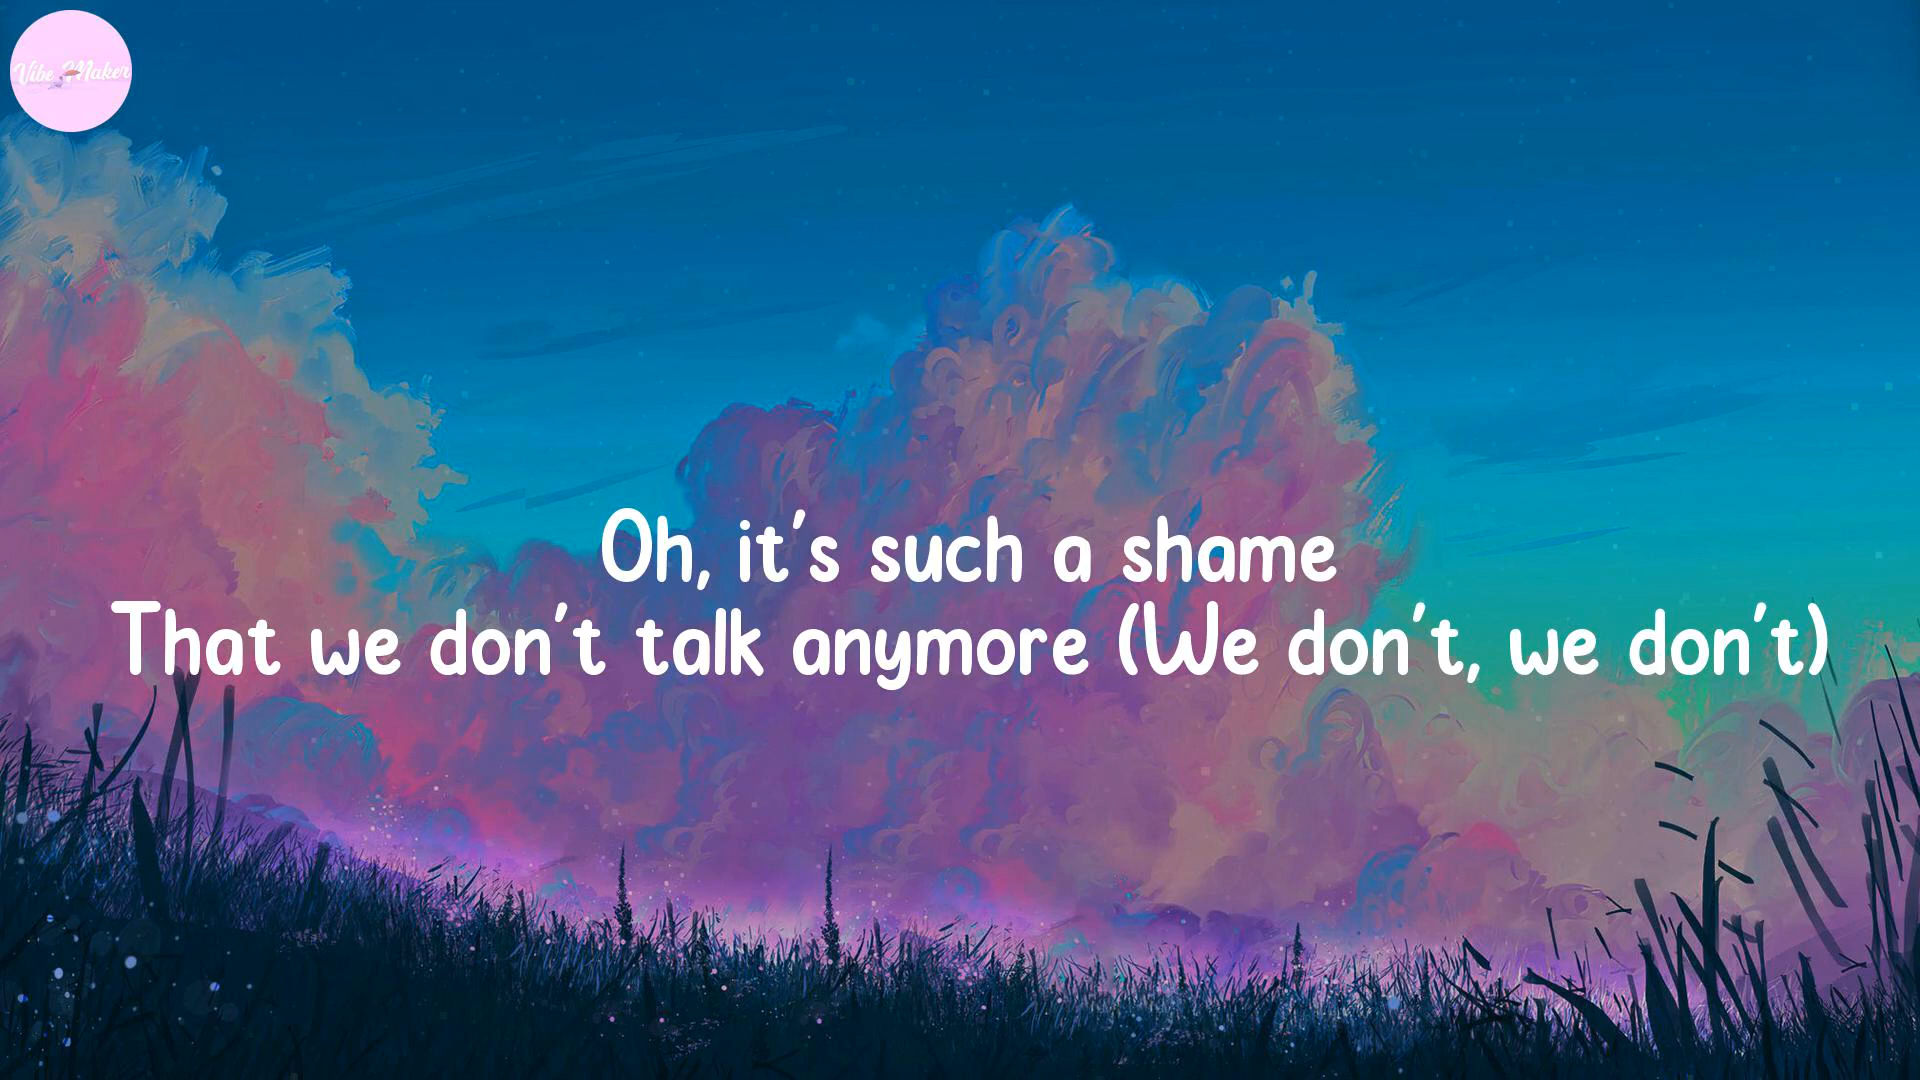 Vibe Maker
Oh, it's such a shame
That we don't talk anymore (We don't, we don't)